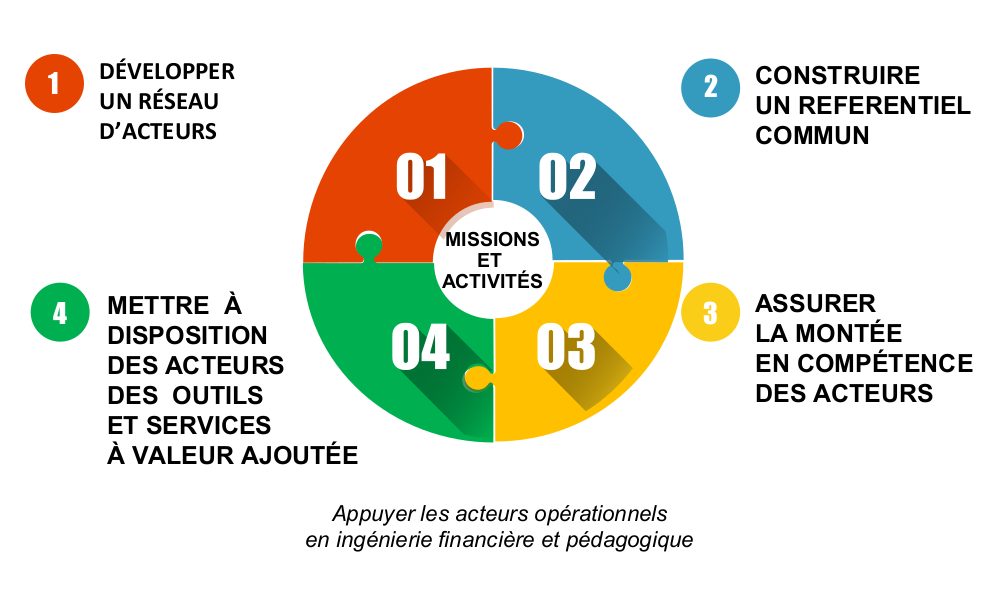 1
DÉVELOPPER
UN RÉSEAU
D’ACTEURS
2
CONSTRUIRE
UN REFERENTIEL
COMMUN
01
02
MISSIONS
ET
ACTIVITÉS
04
03
4
METTRE À
DISPOSITION
DES ACTEURS
DES OUTILS
ET SERVICES
À VALEUR AJOUTÉE
3
ASSURER
LA MONTÉE
EN COMPÉTENCE
DES ACTEURS
Appuyer les acteurs opérationnels
en ingénierie financière et pédagogique